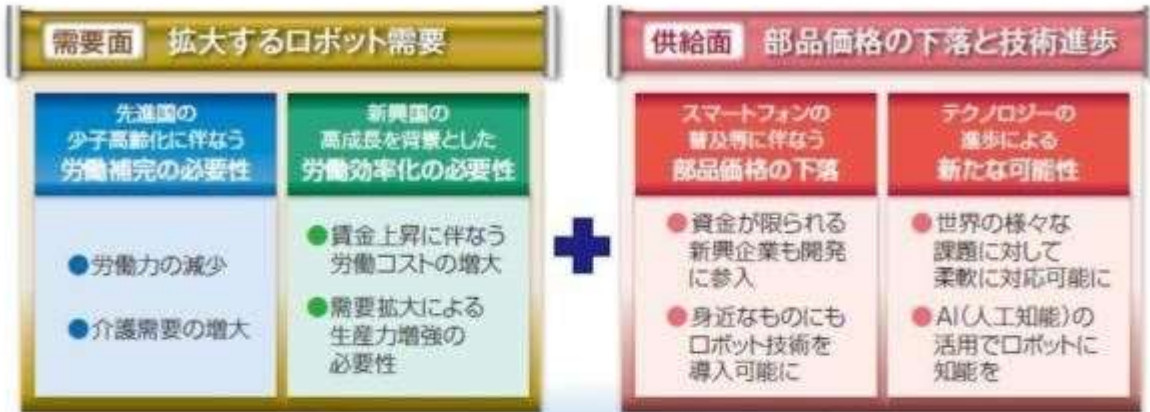 需要面 拡大するロボット需要
先進国の
少子高齢化に伴なう
労働補完の必要性
●労働力の減少
●介護需要の増大
新興国の
高成長を背景とした
労働効率化の必要性
●賃金上昇に伴なう
労働コストの増大
●需要拡大による
生産力増強の
必要性
供給面 部品価格の下落と技術進歩
スマートフォンの
普及等に伴なう
部品価格の下落
●資金が限られる
新興企業も開発
に参入
●身近なものにも
ロボット技術を
導入可能に
テクノロジーの
進歩による
新たな可能性
●世界の様々な
課題に対して
柔軟に対応可能に
●AI(人工知能)の
活用でロボットに
知能を